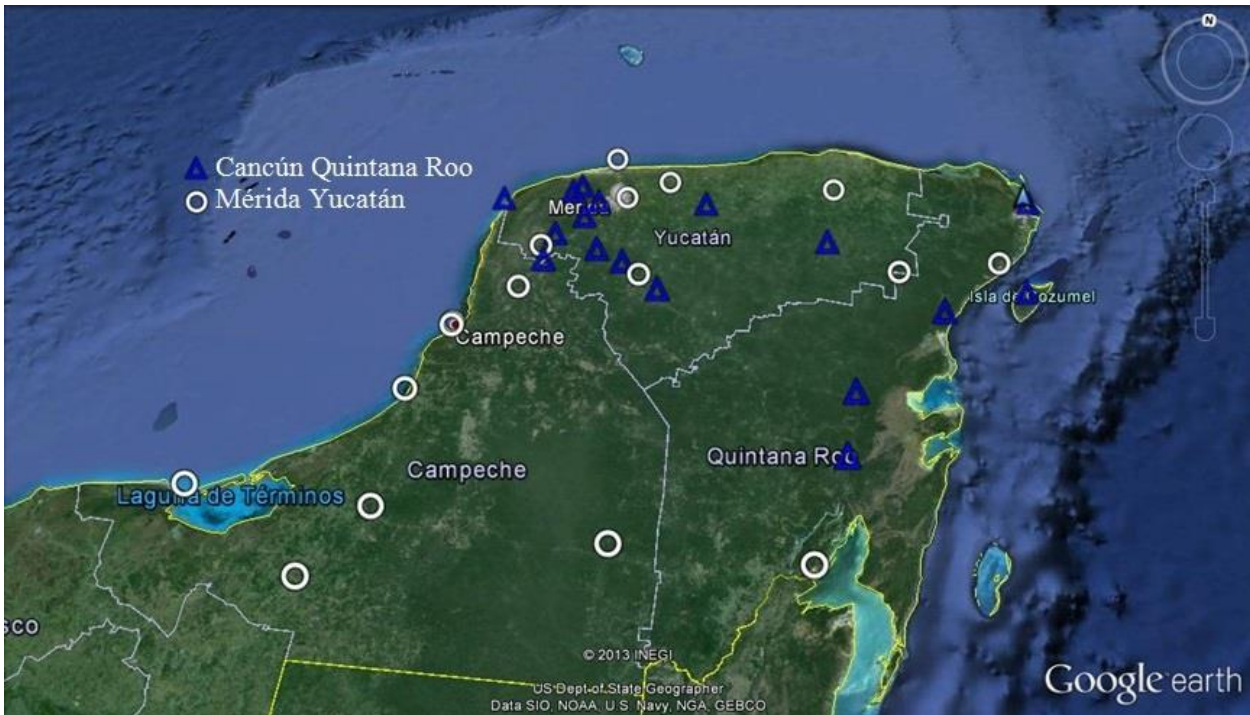 N
Cancún Quintana Roo
Mérida Yucatán
Merida
Yucatán
Isla de Cozumel
Campeche
Campeche
Quintana Roo
Laguna de Términos
sco
© 2013 INEGI
US Dept of State Geographer
Data SIO, NOAA, U.S. Navy, NGA, GEBCO
Google earth